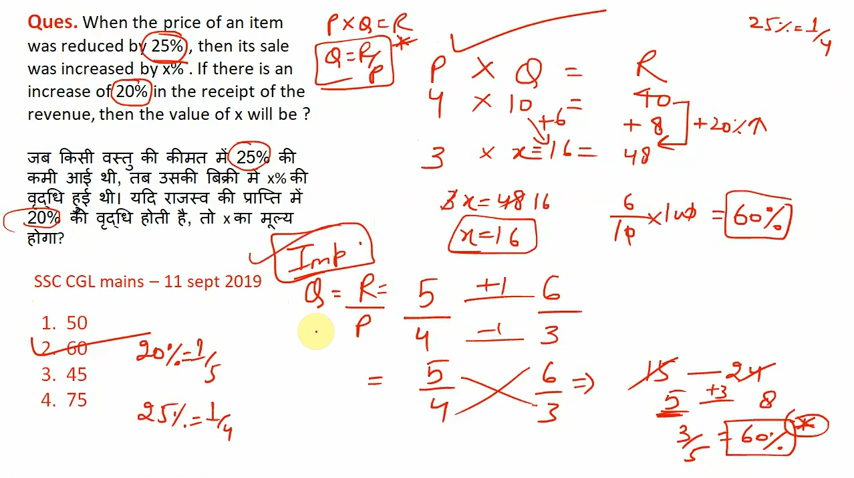 Ques. When the price of an item
was reduced by 25%, then its sale
was increased by x% . If there is an
increase of 20% in the receipt of the
revenue, then the value of x will be ?
जब किसी वस्तु की कीमत में 25% की
कमी आई थी, तब उसकी बिक्री में x% की
वृद्धि हुई थी। यदि राजस्व की प्राप्ति में
20% की वृद्धि होती है, तो x का मूल्य
होगा?
SSC CGL mains – 11 sept 2019
1. 50
2. 60
3. 45
4. 75
20%=1/5
25%=1/4
P×Q=R
Q=R/P *
25%=1/4
P × Q = R
4 × 10 = 40
+6
+8
+20%↑
3 × x=16= 48
3x=48 16
x=16
6/10×100 = 60%
Imp.
Q = R/P = 5/4 +1 -1 6/3
= 5/4 6/3 ⇒ 15 — 24
5 +3 8
3/5 = 60% *